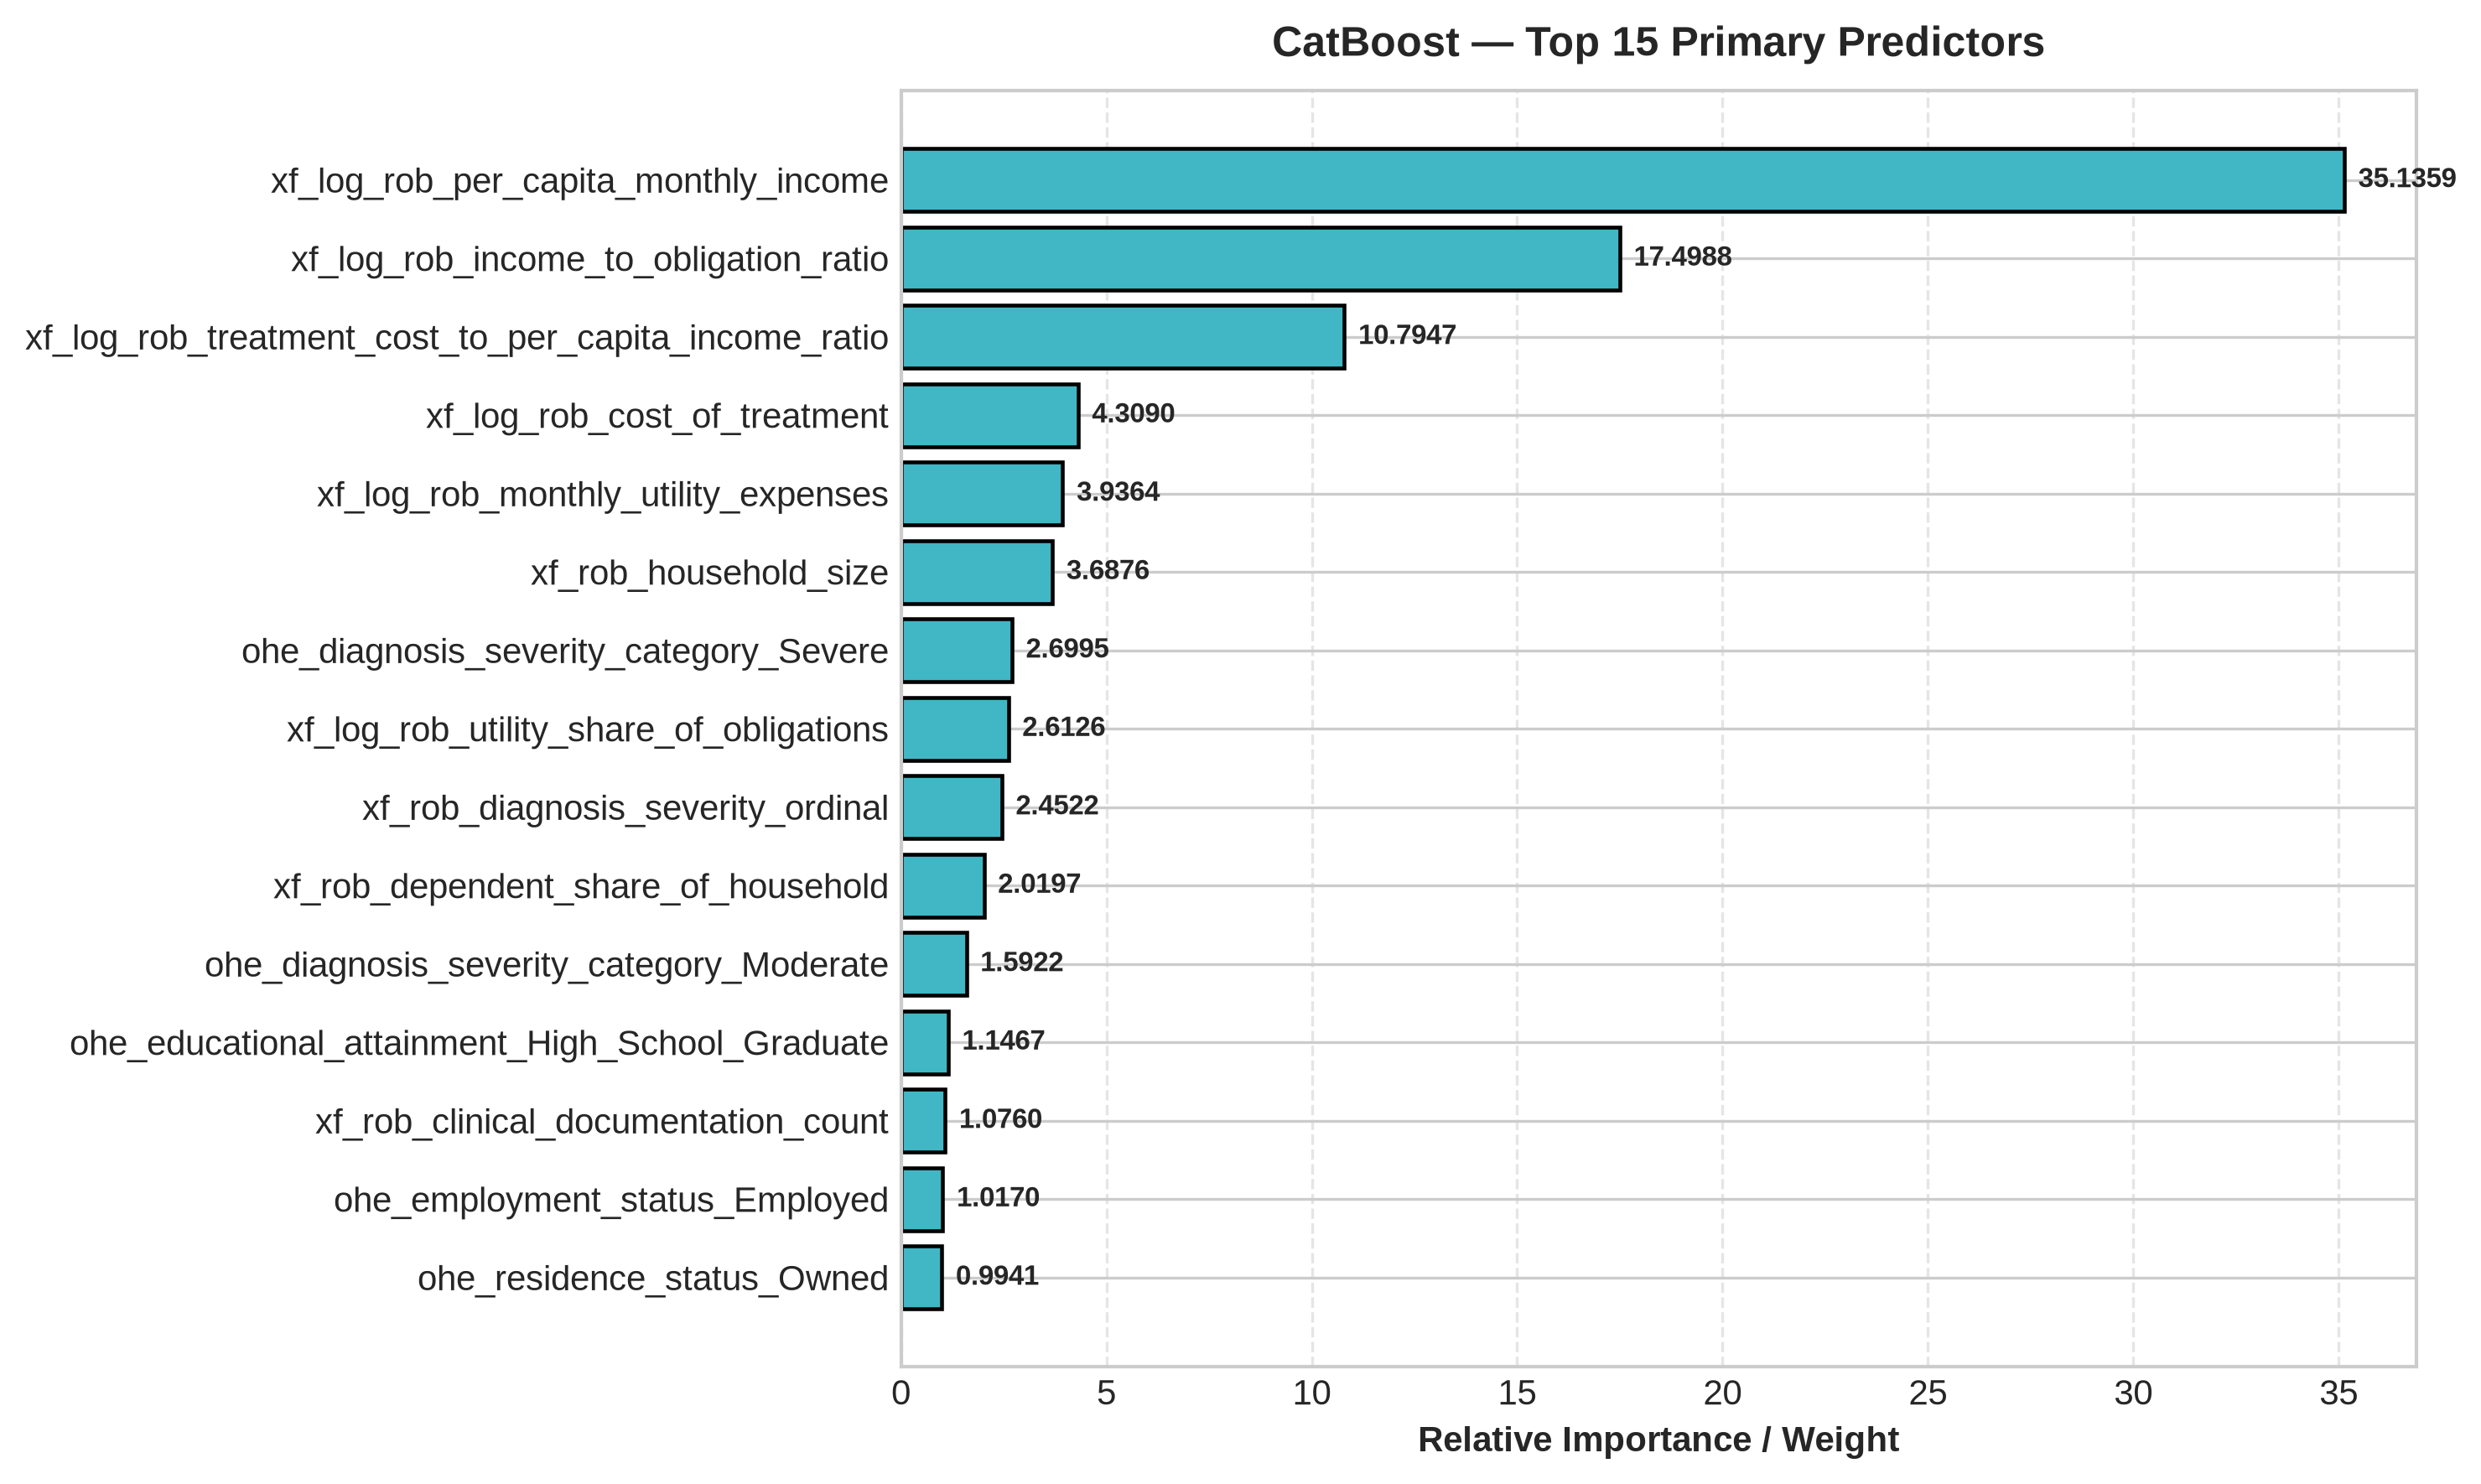 CatBoost — Top 15 Primary Predictors
xf_log_rob_per_capita_monthly_income 35.1359
xf_log_rob_income_to_obligation_ratio 17.4988
xf_log_rob_treatment_cost_to_per_capita_income_ratio 10.7947
xf_log_rob_cost_of_treatment 4.3090
xf_log_rob_monthly_utility_expenses 3.9364
xf_rob_household_size 3.6876
ohe_diagnosis_severity_category_Severe 2.6995
xf_log_rob_utility_share_of_obligations 2.6126
xf_rob_diagnosis_severity_ordinal 2.4522
xf_rob_dependent_share_of_household 2.0197
ohe_diagnosis_severity_category_Moderate 1.5922
ohe_educational_attainment_High_School_Graduate 1.1467
xf_rob_clinical_documentation_count 1.0760
ohe_employment_status_Employed 1.0170
ohe_residence_status_Owned 0.9941
0 5 10 15 20 25 30 35
Relative Importance / Weight